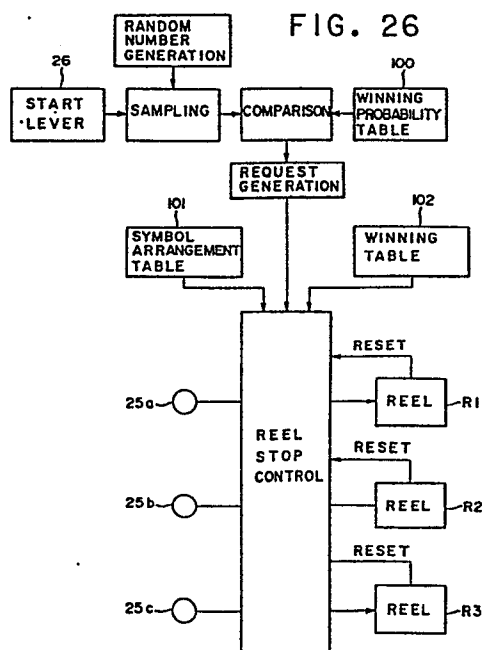 FIG. 26
RANDOM
NUMBER
GENERATION
26
100
START
LEVER
SAMPLING
COMPARISON
WINNING
PROBABILITY
TABLE
REQUEST
GENERATION
101
102
SYMBOL
ARRANGEMENT
TABLE
WINNING
TABLE
RESET
25a
REEL
R1
REEL
STOP
CONTROL
RESET
25b
REEL
R2
RESET
25c
REEL
R3